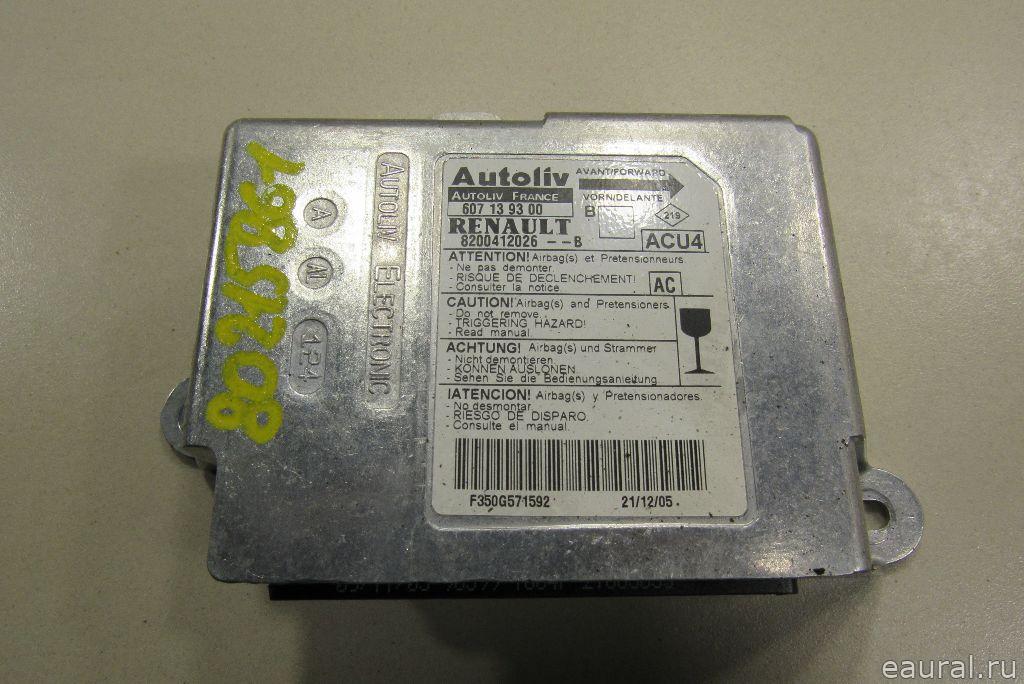 Autoliv
AVANT/FORWARD
AUTOLIV FRANCE
VORN/DELANTE
607 13 93 00
B
219
RENAULT
8200412026 --B
ACU4
ATTENTION! Airbag(s) et Pretensionneurs.
- Ne pas demonter.
- RISQUE DE DECLENCHEMENT!
- Consulter la notice.
AC
CAUTION! Airbag(s) and Pretensioners.
- Do not remove.
- TRIGGERING HAZARD!
- Read manual.
ACHTUNG! Airbag(s) und Strammer
- Nicht demontieren.
- KONNEN AUSLONEN.
- Sehen Sie die Bedienungsanleitung.
IATENCION! Airbag(s) y Pretensionadores.
- No desmontar.
- RIESGO DE DISPARO.
- Consulte el manual.
F350G571592
21/12/05
AUTOLIV ELECTRONIC
A
M
124
eaural.ru